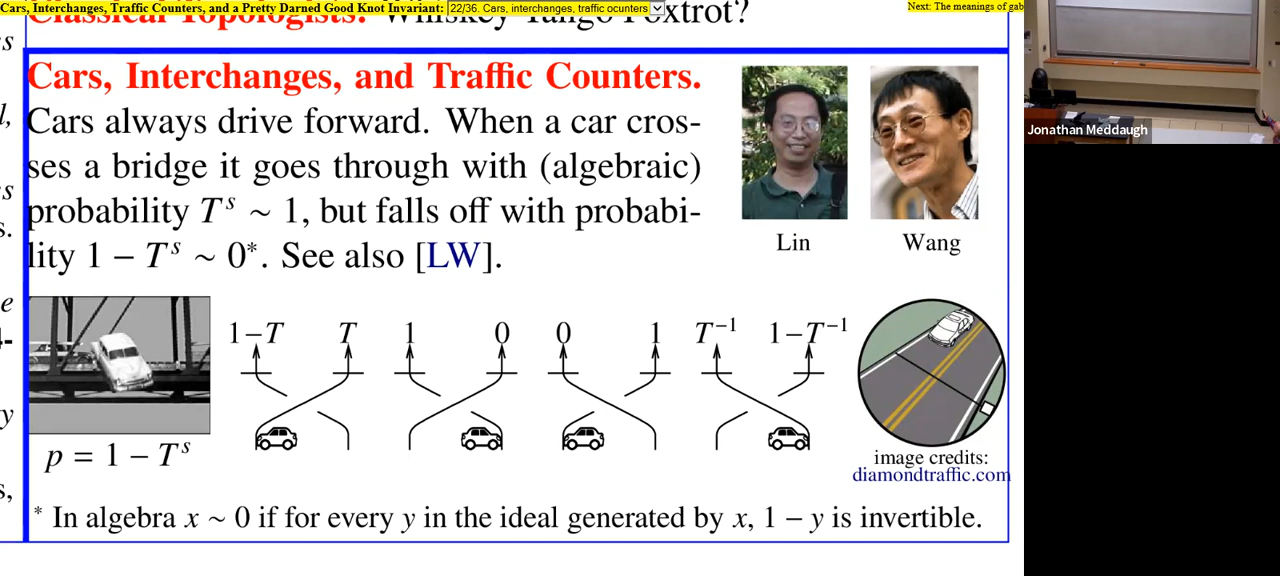 Cars, Interchanges, Traffic Counters, and a Pretty Darned Good Knot Invariant: 22/36. Cars, interchanges, traffic ocunters
Next: The meanings of gab
Classical Topologists: Whiskey Tango Foxtrot?
Cars, Interchanges, and Traffic Counters.
Cars always drive forward. When a car cros-
ses a bridge it goes through with (algebraic)
probability T^s ∼ 1, but falls off with probabi-
lity 1 − T^s ∼ 0*. See also [LW].
Lin Wang
Jonathan Meddaugh
1−T T 1 0 0 1 T^−1 1−T^−1
p = 1 − T^s
image credits:
diamondtraffic.com
* In algebra x ∼ 0 if for every y in the ideal generated by x, 1 − y is invertible.